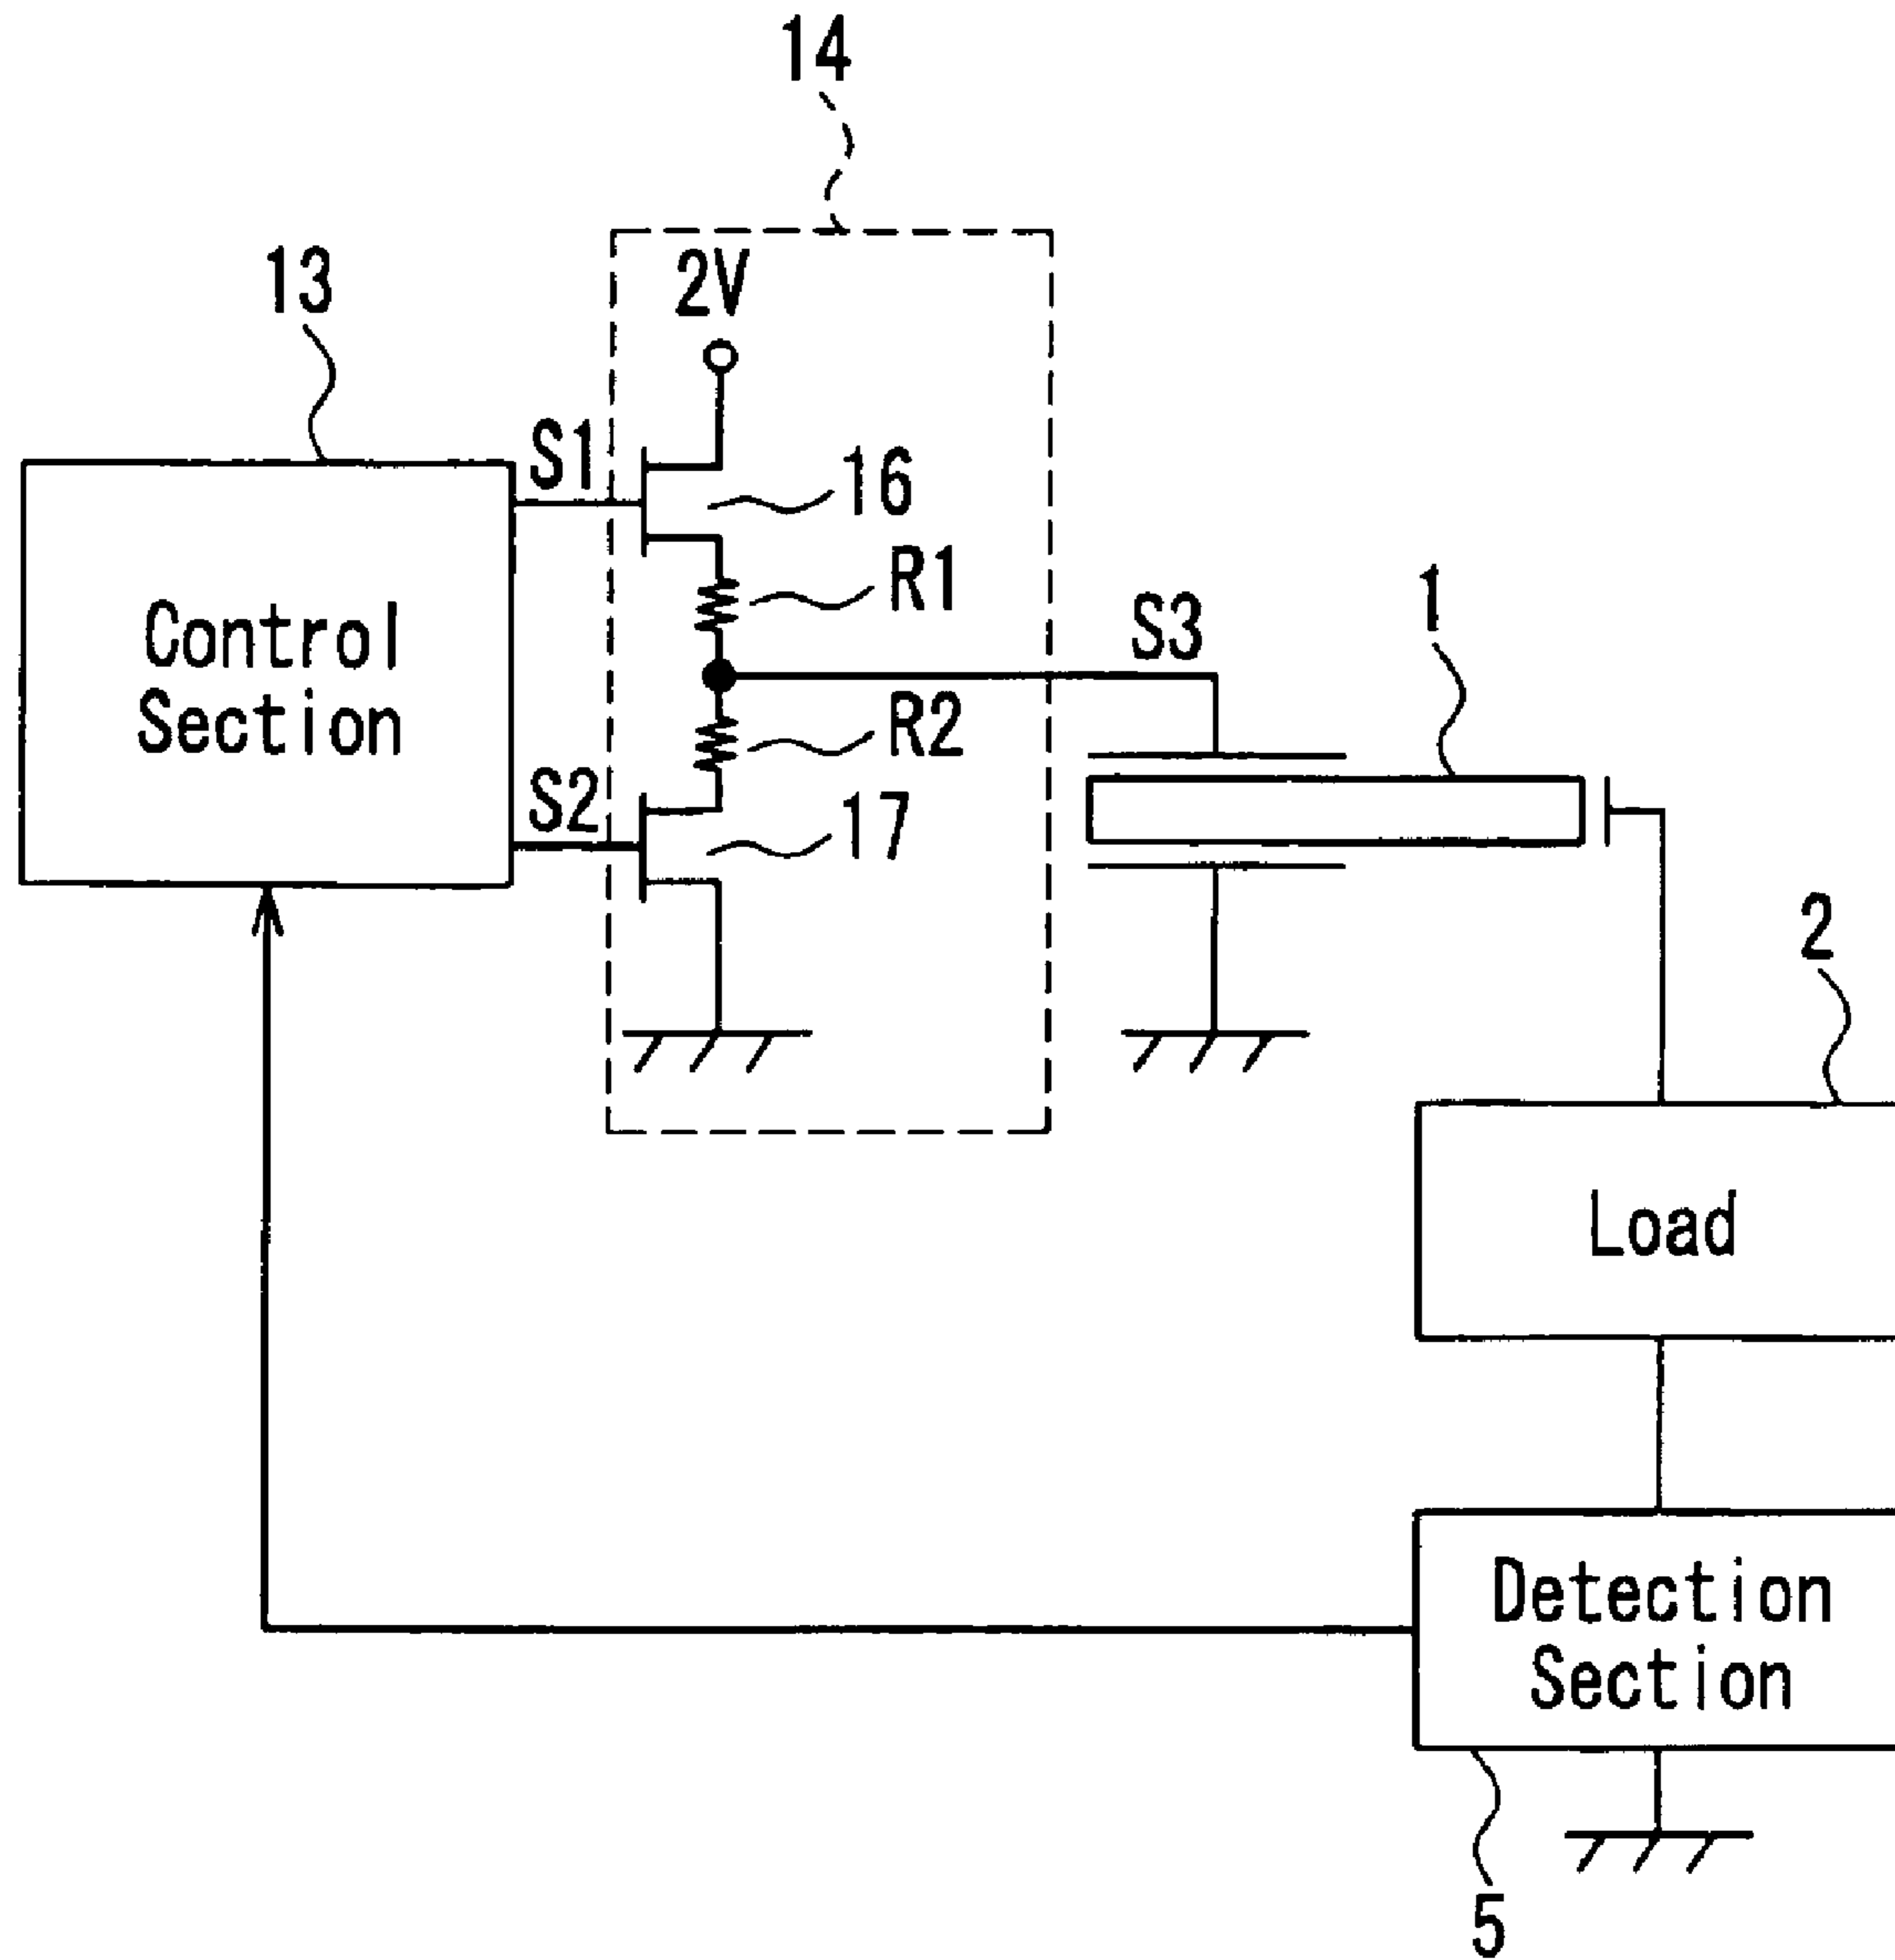 14
13
2V
S1
16
R1
1
S3
Control
Section
R2
S2
17
2
Load
Detection
Section
5